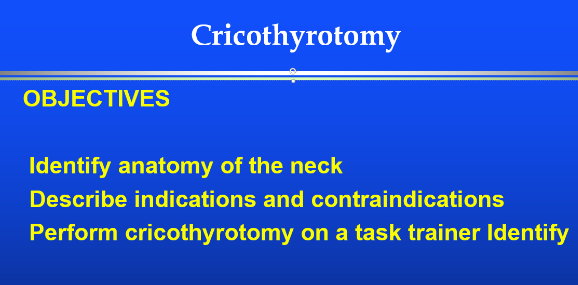 Cricothyrotomy
OBJECTIVES
Identify anatomy of the neck
Describe indications and contraindications
Perform cricothyrotomy on a task trainer Identify